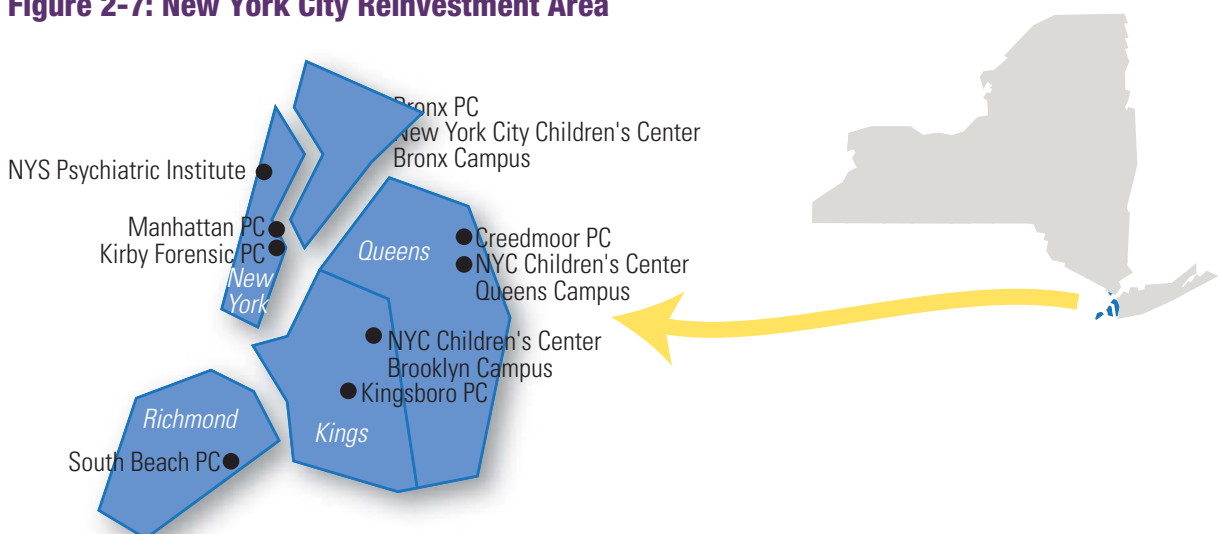 Figure 2-7: New York City Reinvestment Area
Bronx PC
New York City Children's Center
Bronx Campus
NYS Psychiatric Institute
Manhattan PC
Kirby Forensic PC
New
York
Queens
Creedmoor PC
NYC Children's Center
Queens Campus
NYC Children's Center
Brooklyn Campus
Kingsboro PC
Kings
Richmond
South Beach PC